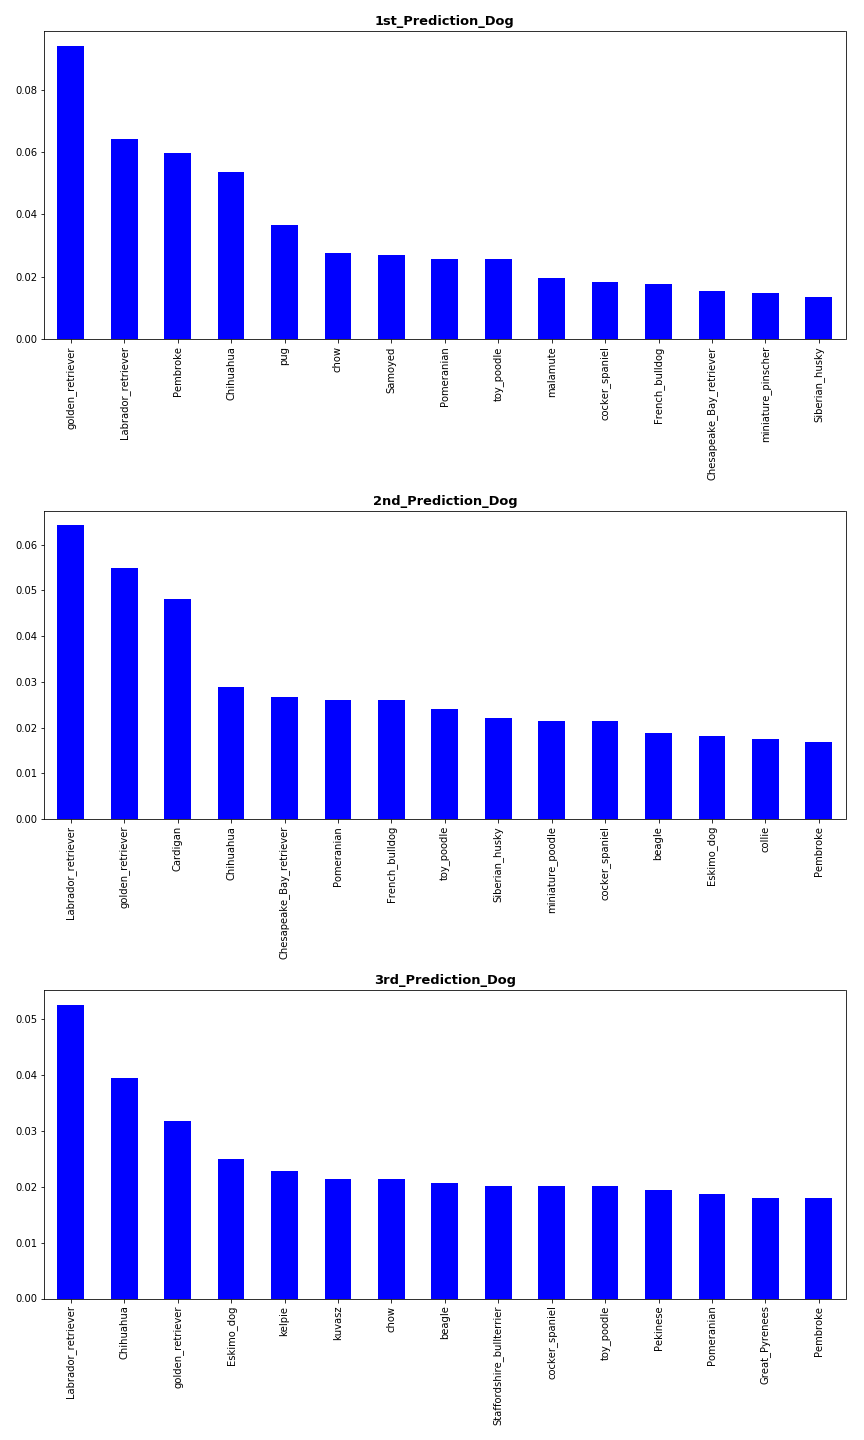 1st_Prediction_Dog
0.08
0.06
0.04
0.02
0.00
golden_retriever
Labrador_retriever
Pembroke
Chihuahua
pug
chow
Samoyed
Pomeranian
toy_poodle
malamute
cocker_spaniel
French_bulldog
Chesapeake_Bay_retriever
miniature_pinscher
Siberian_husky
2nd_Prediction_Dog
0.06
0.05
0.04
0.03
0.02
0.01
0.00
Labrador_retriever
golden_retriever
Cardigan
Chihuahua
Chesapeake_Bay_retriever
Pomeranian
French_bulldog
toy_poodle
Siberian_husky
miniature_poodle
cocker_spaniel
beagle
Eskimo_dog
collie
Pembroke
3rd_Prediction_Dog
0.05
0.04
0.03
0.02
0.01
0.00
Labrador_retriever
Chihuahua
golden_retriever
Eskimo_dog
kelpie
kuvasz
chow
beagle
Staffordshire_bullterrier
cocker_spaniel
toy_poodle
Pekinese
Pomeranian
Great_Pyrenees
Pembroke